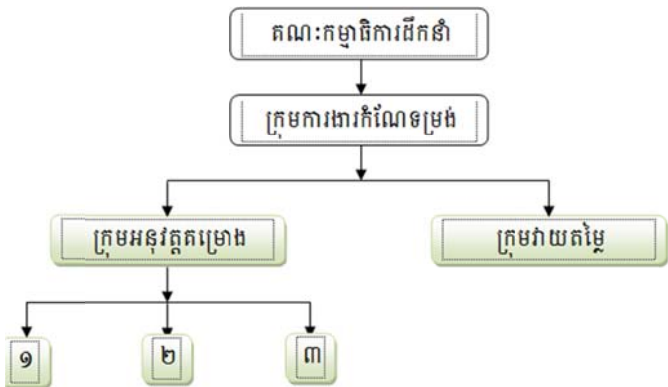 គណៈកម្មាធិការដឹកនាំ
ក្រុមការងារកំណែទម្រង់
ក្រុមអនុវត្តគម្រោង
ក្រុមវាយតម្លៃ
១
២
៣